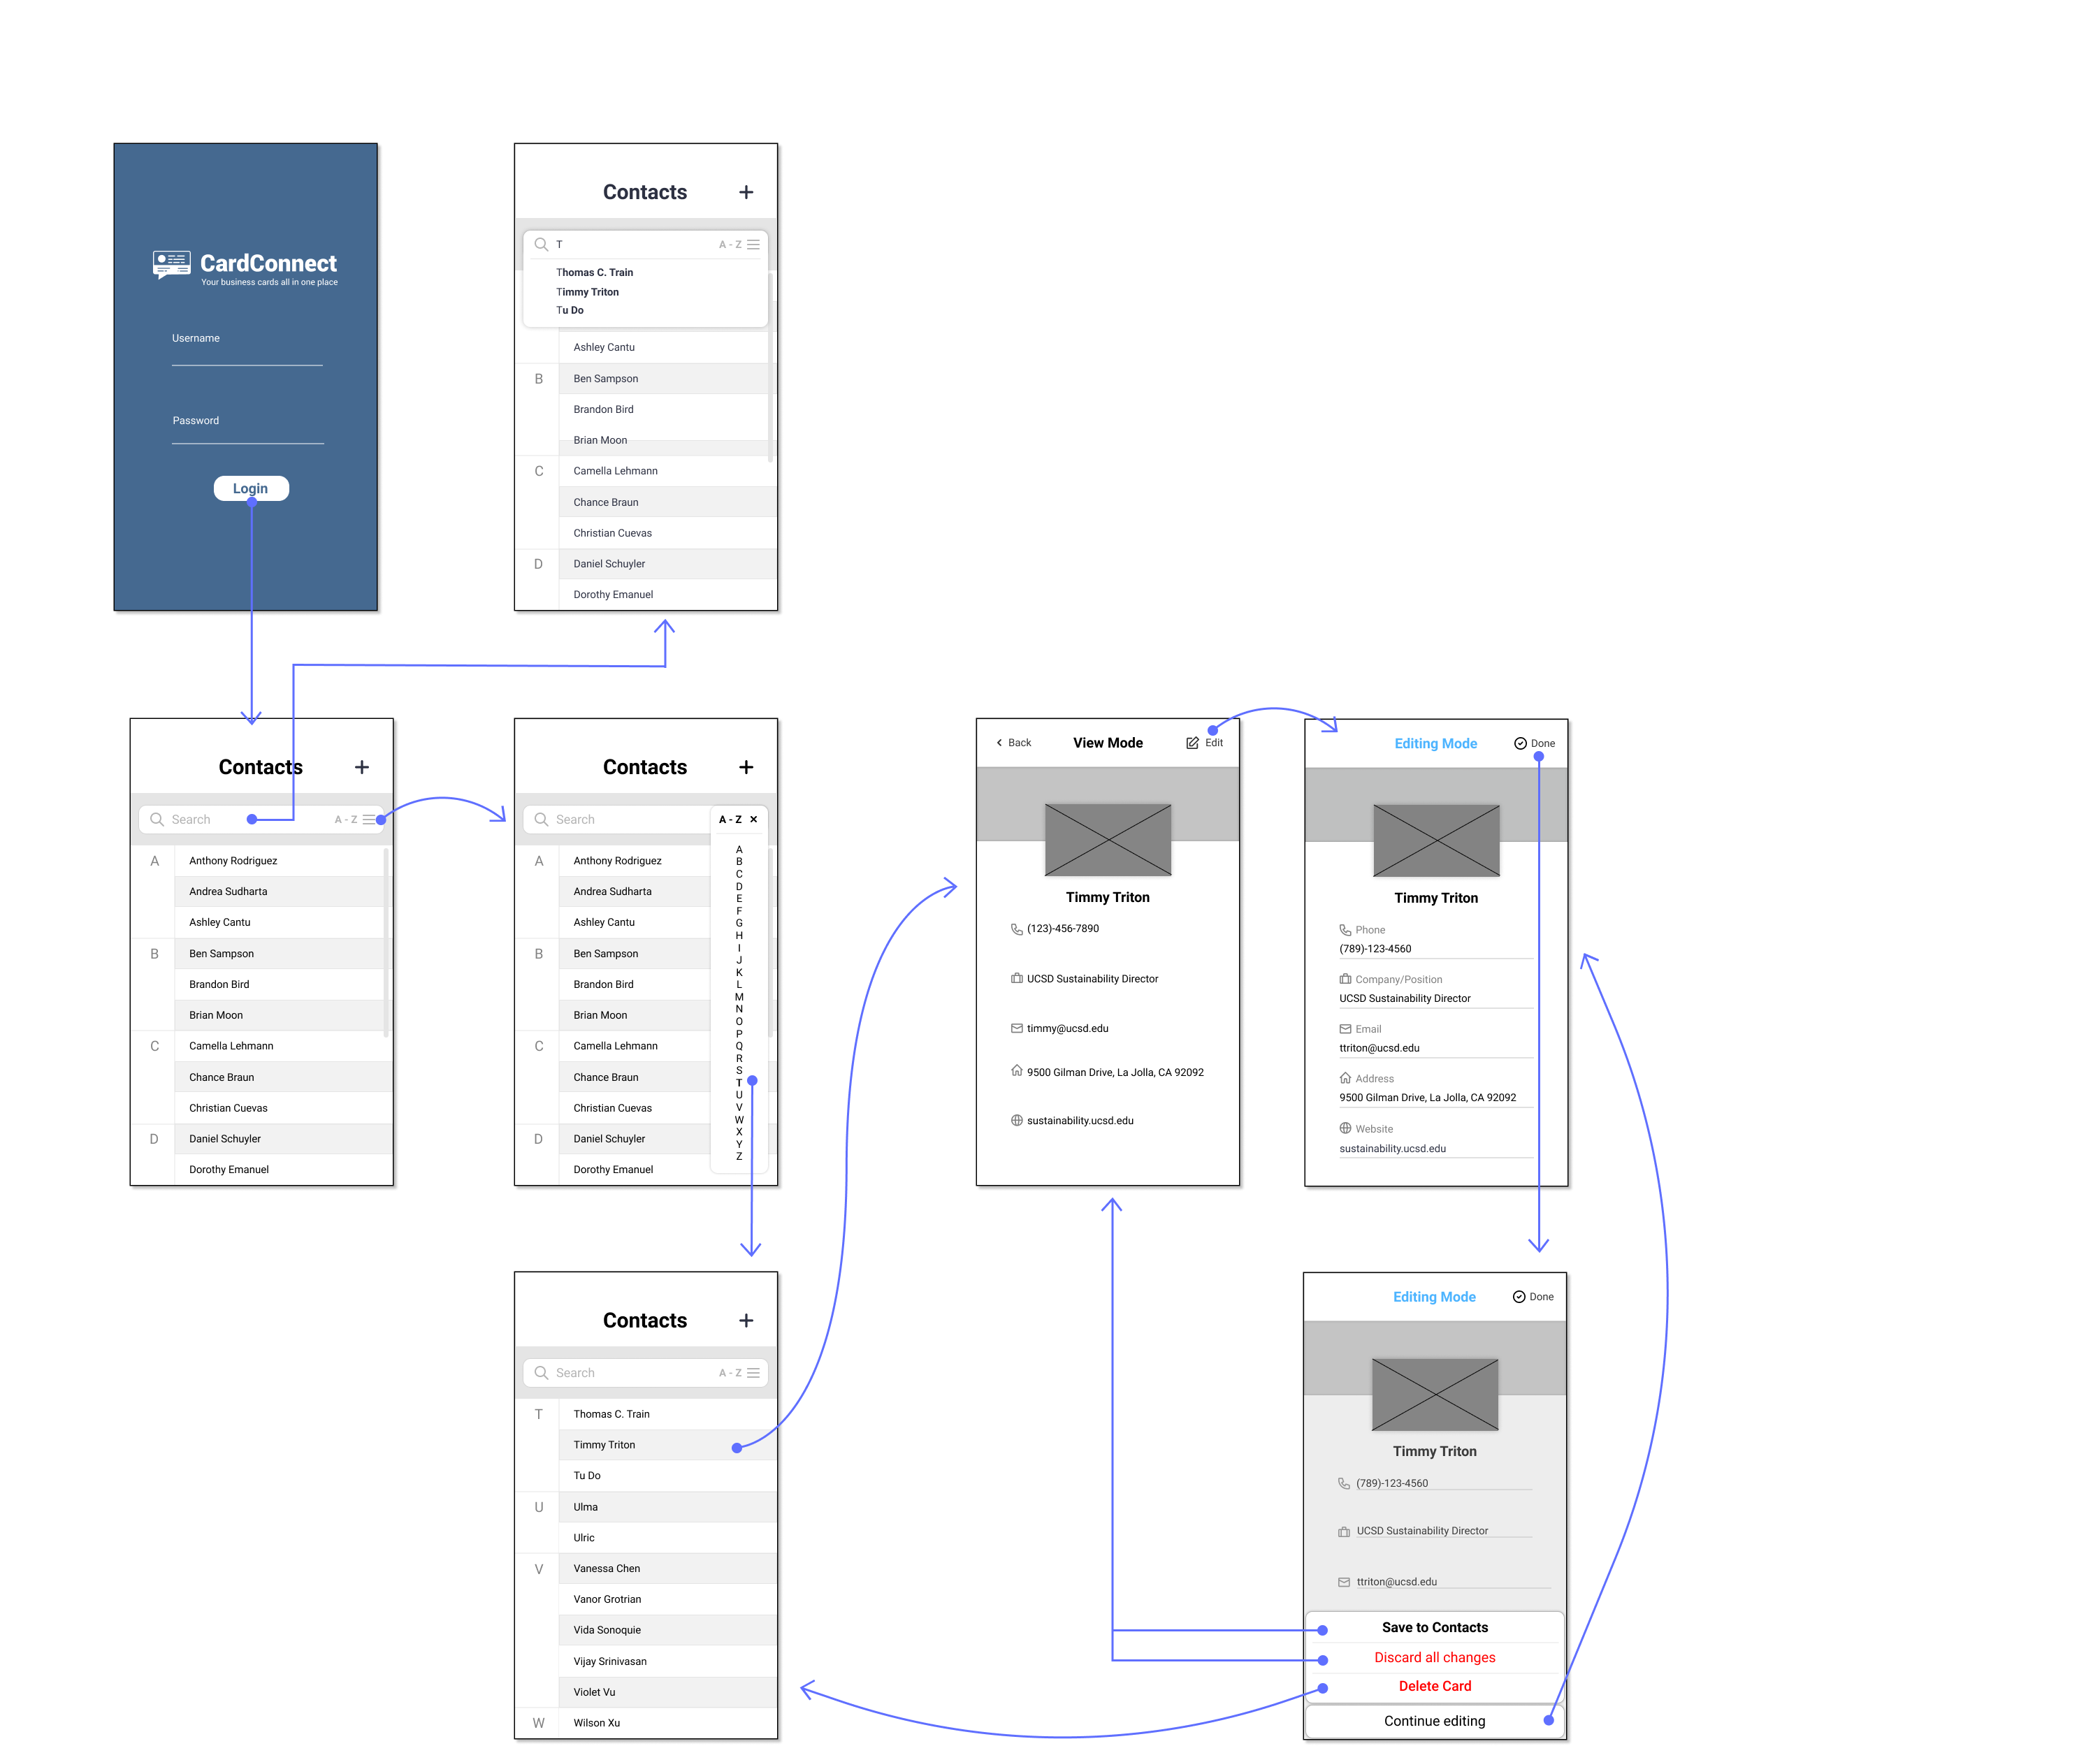 CardConnect
Your business cards all in one place
Username
Password
Login
Contacts +
T A - Z
Thomas C. Train
Timmy Triton
Tu Do
Ashley Cantu
B Ben Sampson
Brandon Bird
Brian Moon
C Camella Lehmann
Chance Braun
Christian Cuevas
D Daniel Schuyler
Dorothy Emanuel
Contacts +
Search A - Z
A Anthony Rodriguez
Andrea Sudharta
Ashley Cantu
B Ben Sampson
Brandon Bird
Brian Moon
C Camella Lehmann
Chance Braun
Christian Cuevas
D Daniel Schuyler
Dorothy Emanuel
Contacts +
Search
A Anthony Rodriguez
Andrea Sudharta
Ashley Cantu
B Ben Sampson
Brandon Bird
Brian Moon
C Camella Lehmann
Chance Braun
Christian Cuevas
D Daniel Schuyler
Dorothy Emanuel
A - Z ×
A
B
C
D
E
F
G
H
I
J
K
L
M
N
O
P
Q
R
S
T
U
V
W
X
Y
Z
< Back View Mode Edit
Timmy Triton
(123)-456-7890
UCSD Sustainability Director
timmy@ucsd.edu
9500 Gilman Drive, La Jolla, CA 92092
sustainability.ucsd.edu
Editing Mode Done
Timmy Triton
Phone
(789)-123-4560
Company/Position
UCSD Sustainability Director
Email
ttriton@ucsd.edu
Address
9500 Gilman Drive, La Jolla, CA 92092
Website
sustainability.ucsd.edu
Contacts +
Search A - Z
T Thomas C. Train
Timmy Triton
Tu Do
U Ulma
Ulric
V Vanessa Chen
Vanor Grotrian
Vida Sonoquie
Vijay Srinivasan
Violet Vu
W Wilson Xu
Editing Mode Done
Timmy Triton
(789)-123-4560
UCSD Sustainability Director
ttriton@ucsd.edu
Save to Contacts
Discard all changes
Delete Card
Continue editing